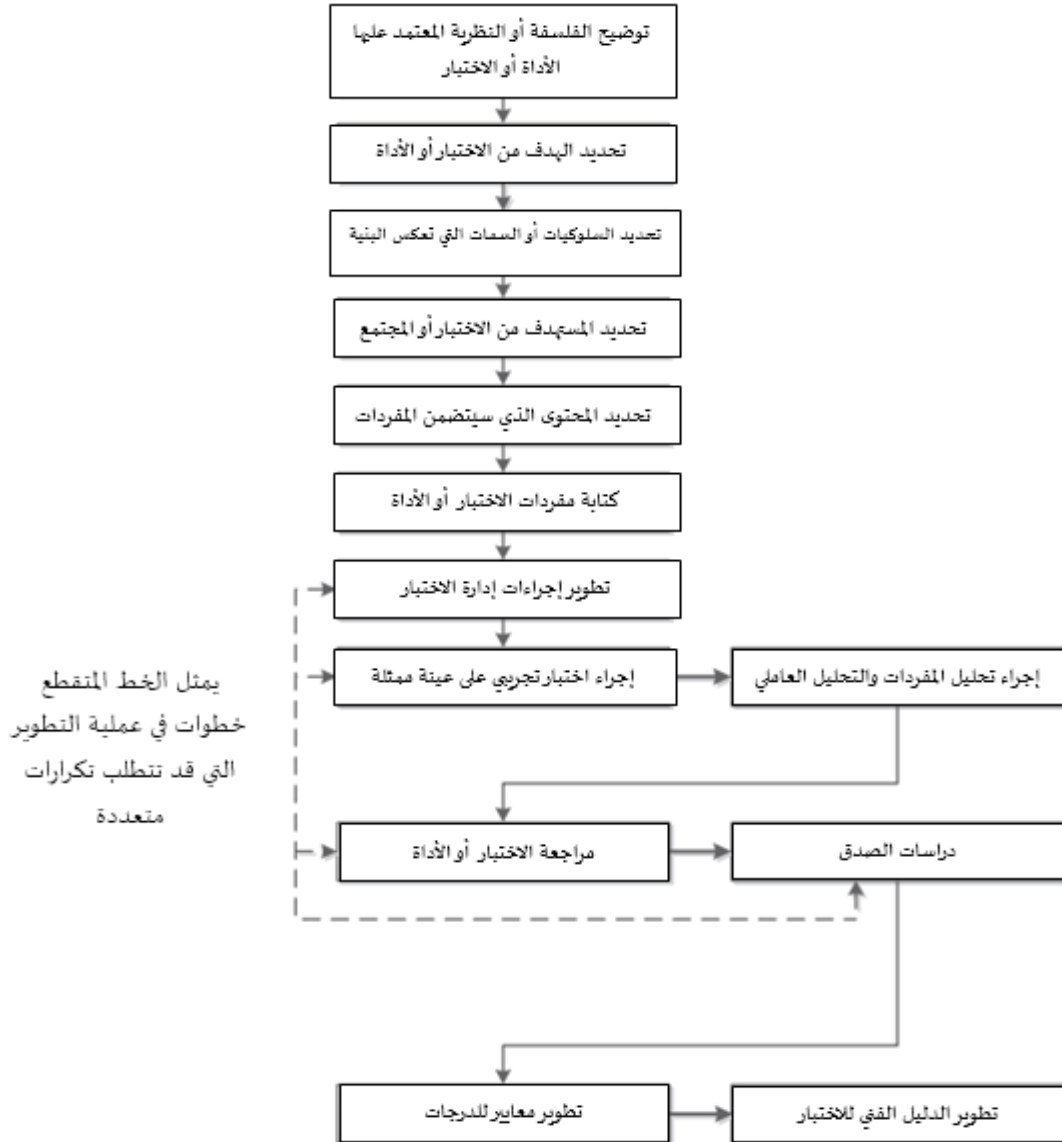 توضيح الفلسفة أو النظرية المعتمد عليها
الأداة أو الاختبار
تحديد الهدف من الاختبار أو الأداة
تحديد السلوكيات أو السمات التي تعكس البنية
تحديد المستهدف من الاختبار أو المجتمع
تحديد المحتوى الذي سيتضمن المفردات
كتابة مفردات الاختبار أو الأداة
تطوير إجراءات إدارة الاختبار
إجراء اختبار تجريبي على عينة ممثلة
إجراء تحليل المفردات والتحليل العاملي
يمثل الخط المتقطع
خطوات في عملية التطوير
التي قد تتطلب تكرارات
متعددة
مراجعة الاختبار أو الأداة
دراسات الصدق
تطوير معايير للدرجات
تطوير الدليل الفني للاختبار